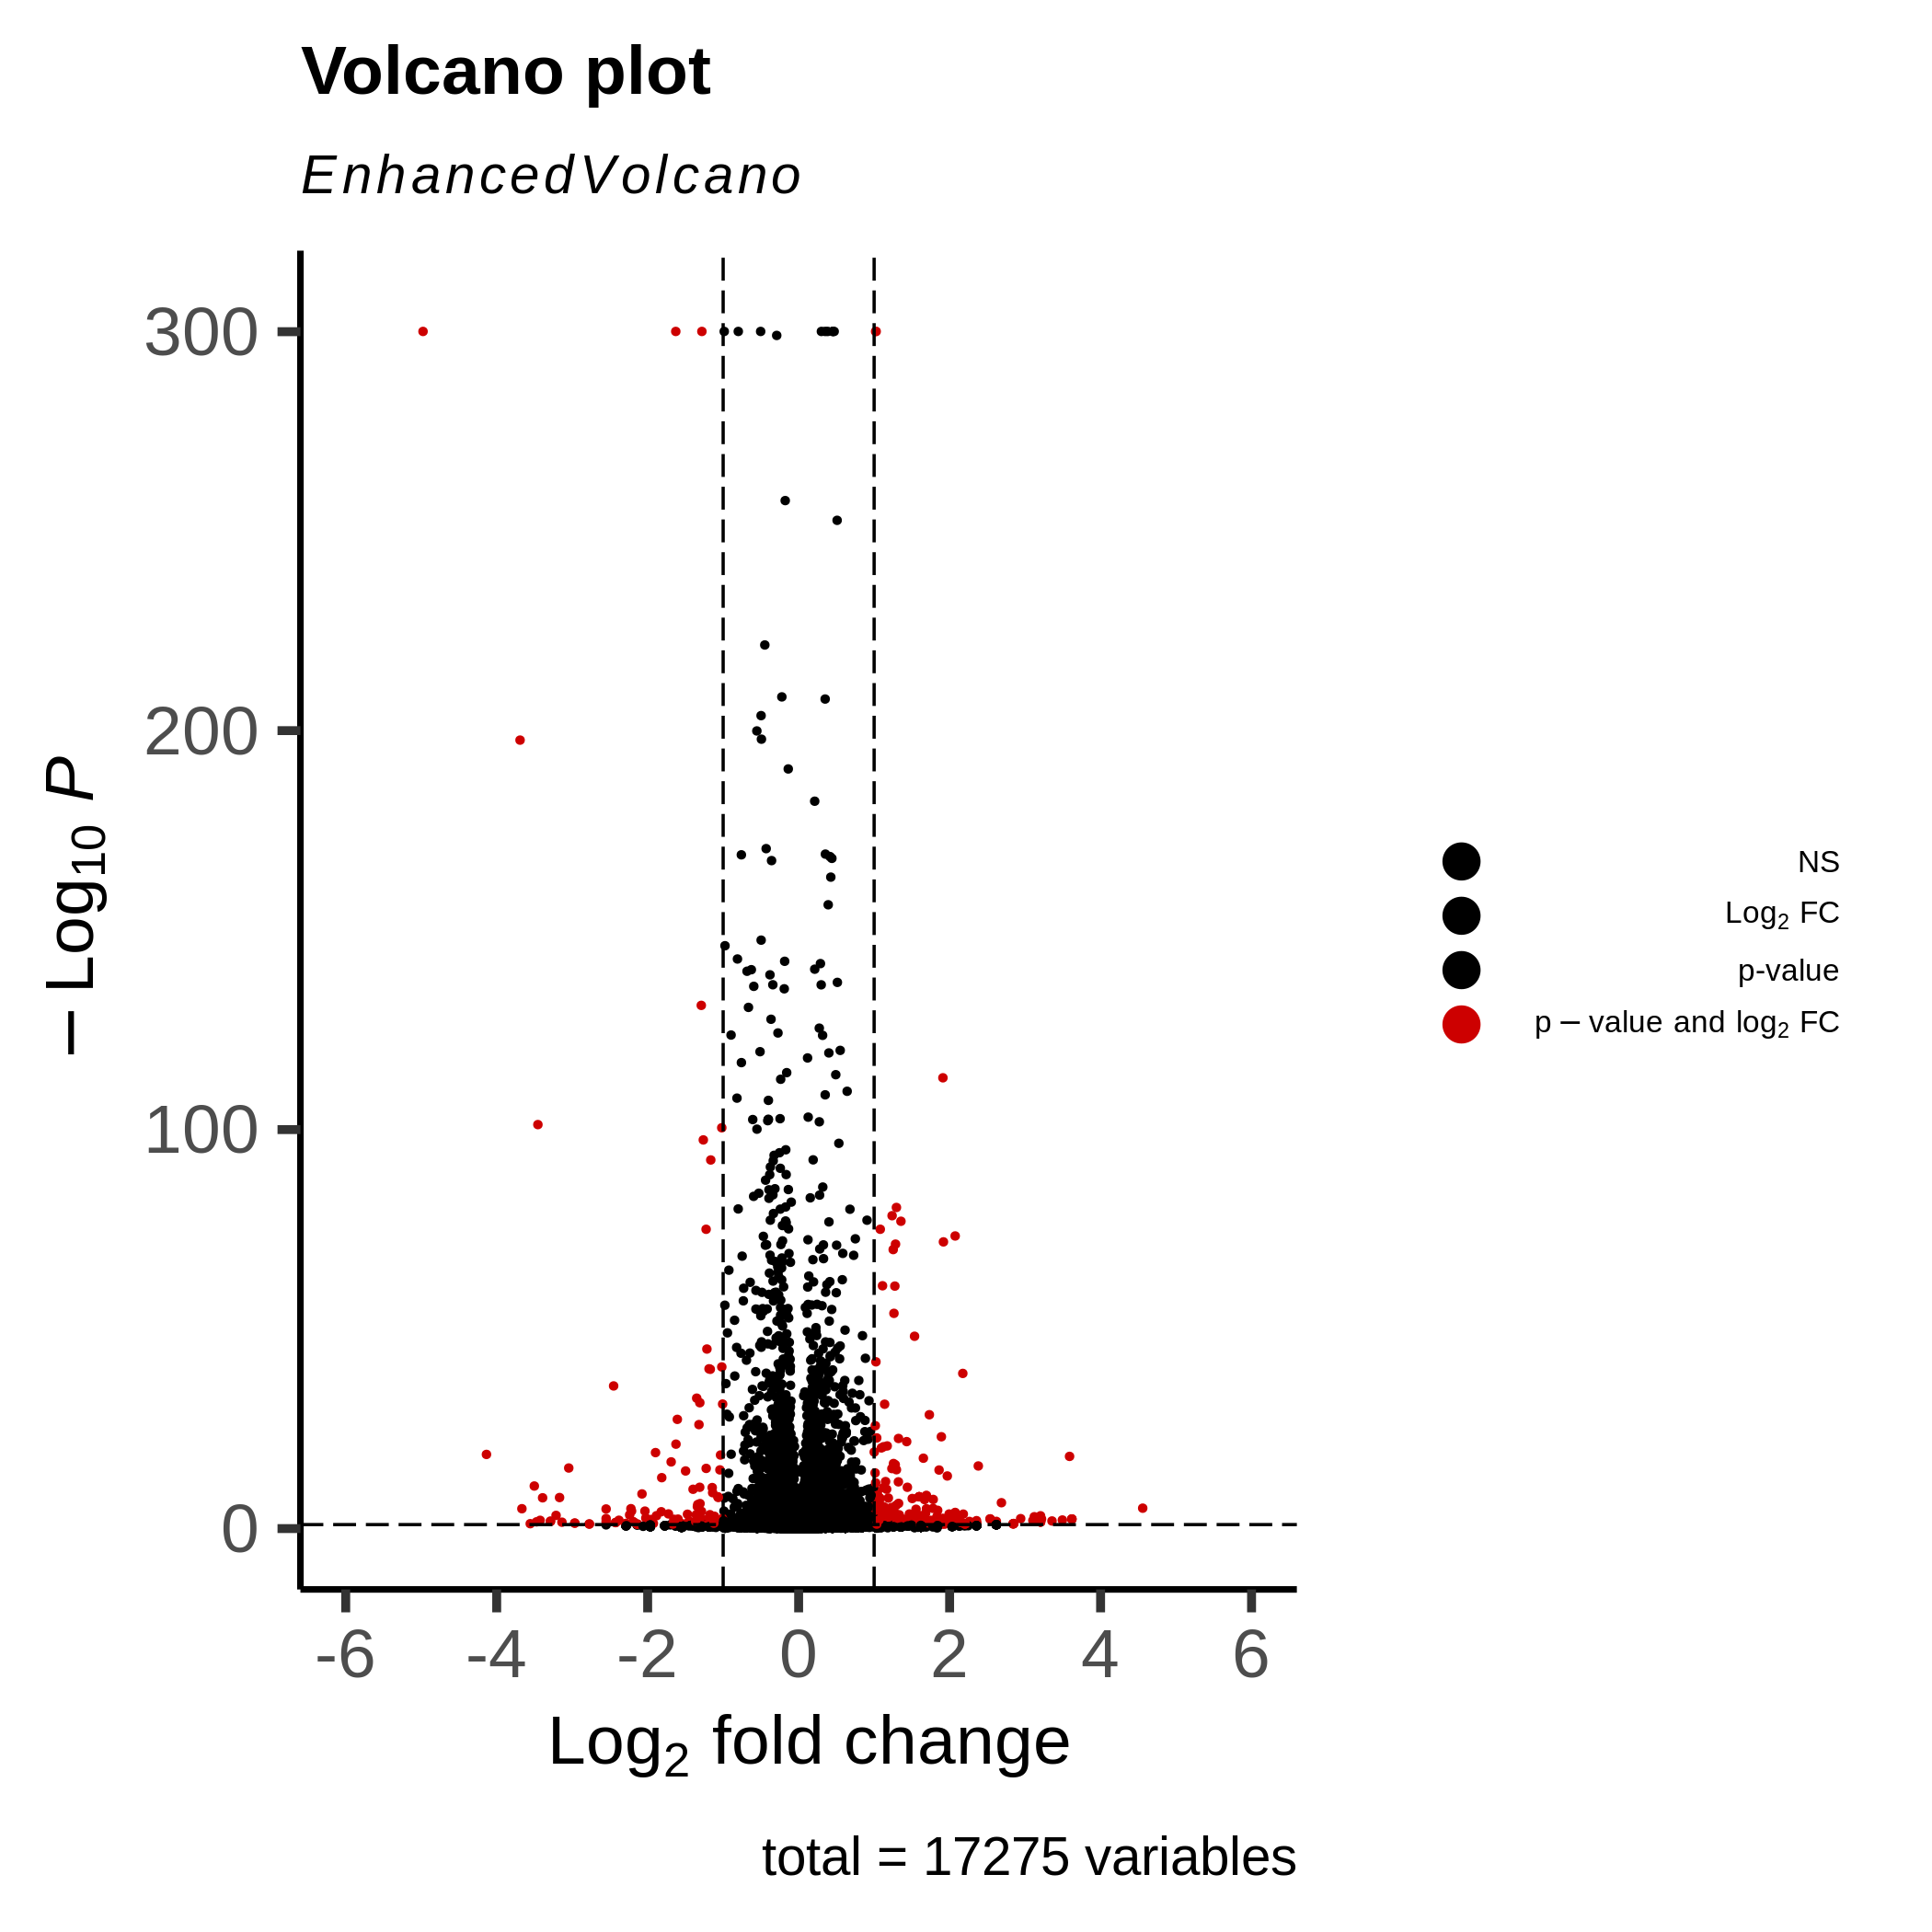 Volcano plot
EnhancedVolcano
300
200
100
0
− Log₁₀ P
-6 -4 -2 0 2 4 6
Log₂ fold change
NS
Log₂ FC
p-value
p − value and log₂ FC
total = 17275 variables